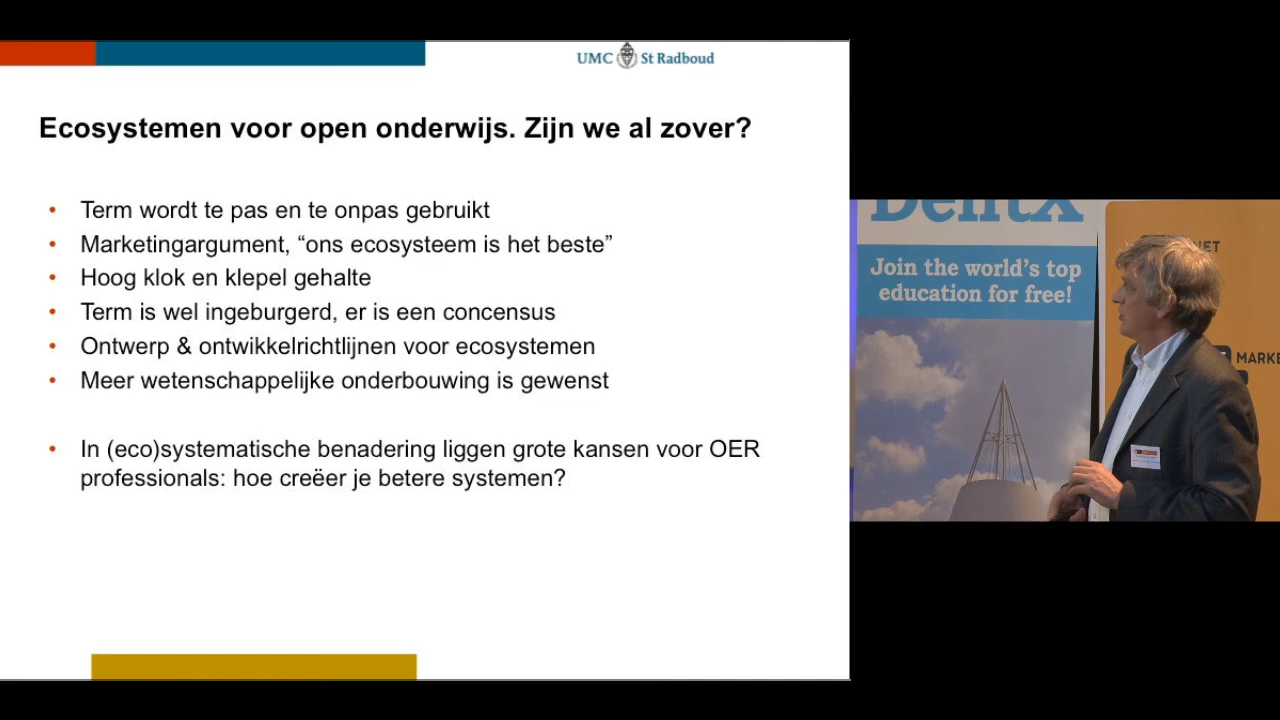 UMC St Radboud
Ecosystemen voor open onderwijs. Zijn we al zover?
• Term wordt te pas en te onpas gebruikt
• Marketingargument, “ons ecosysteem is het beste”
• Hoog klok en klepel gehalte
• Term is wel ingeburgerd, er is een concensus
• Ontwerp & ontwikkelrichtlijnen voor ecosystemen
• Meer wetenschappelijke onderbouwing is gewenst
• In (eco)systematische benadering liggen grote kansen voor OER
professionals: hoe creëer je betere systemen?
DelftX
Join the world’s top
education for free!
NET
MARKE